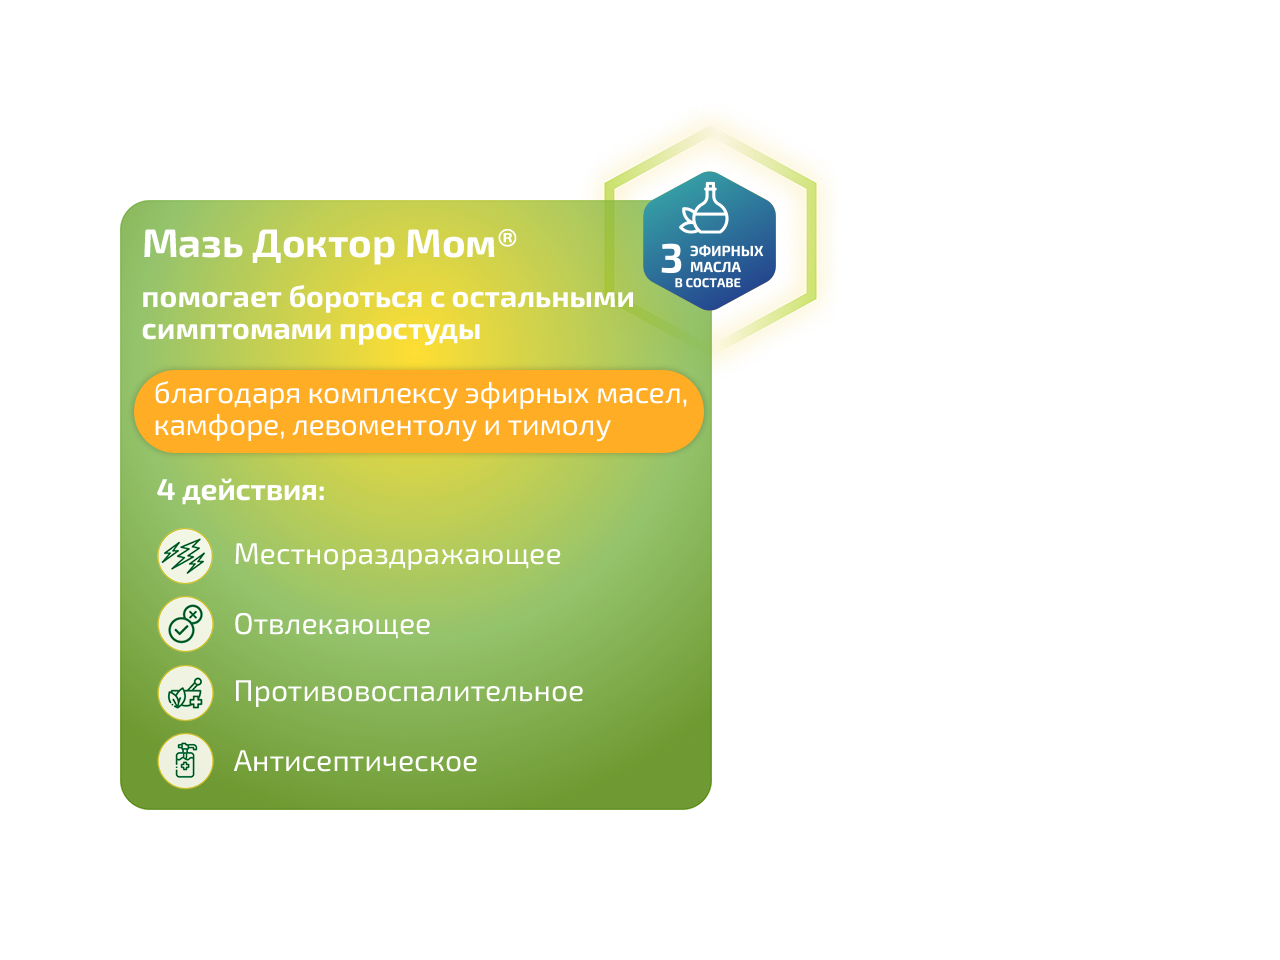 Мазь Доктор Мом®
3 ЭФИРНЫХ
МАСЛА
В СОСТАВЕ
помогает бороться с остальными
симптомами простуды
благодаря комплексу эфирных масел,
камфоре, левоментолу и тимолу
4 действия:
Местнораздражающее
Отвлекающее
Противовоспалительное
Антисептическое